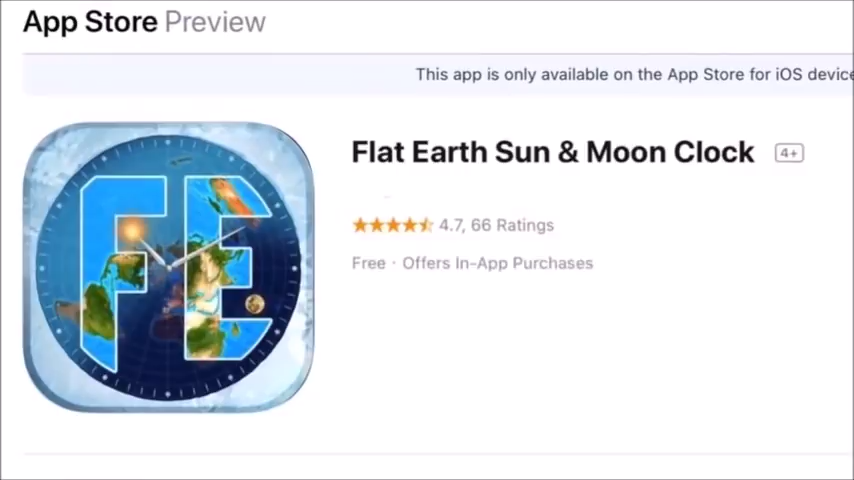 App Store Preview
This app is only available on the App Store for iOS device
FE
Flat Earth Sun & Moon Clock 4+
4.7, 66 Ratings
Free · Offers In-App Purchases